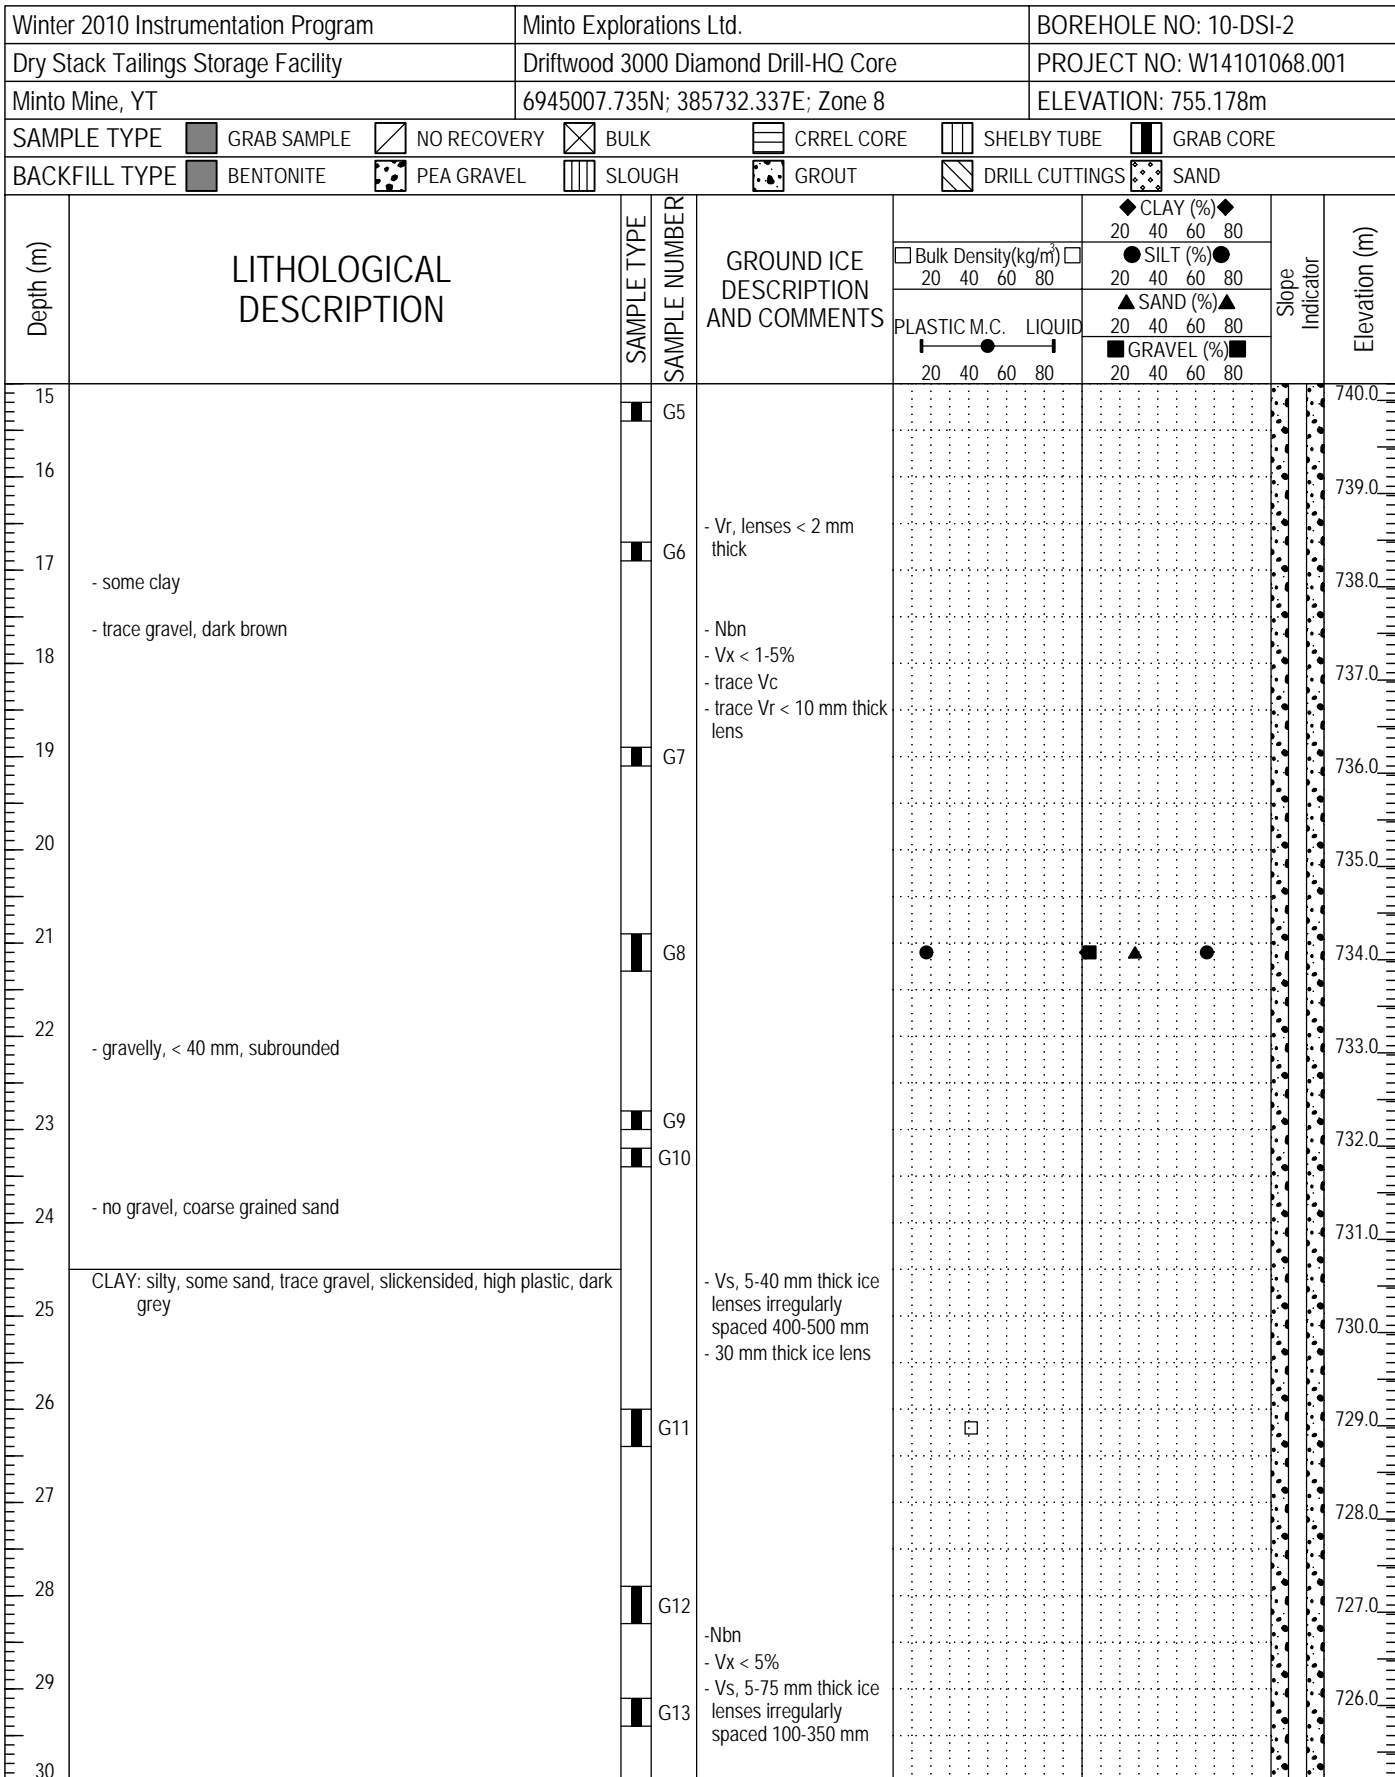 Winter 2010 Instrumentation Program
Minto Explorations Ltd.
BOREHOLE NO: 10-DSI-2
Dry Stack Tailings Storage Facility
Driftwood 3000 Diamond Drill-HQ Core
PROJECT NO: W14101068.001
Minto Mine, YT
6945007.735N; 385732.337E; Zone 8
ELEVATION: 755.178m
SAMPLE TYPE GRAB SAMPLE NO RECOVERY BULK CRREL CORE SHELBY TUBE GRAB CORE
BACKFILL TYPE BENTONITE PEA GRAVEL SLOUGH GROUT DRILL CUTTINGS SAND
Depth (m)
LITHOLOGICAL
DESCRIPTION
SAMPLE TYPE
SAMPLE NUMBER
GROUND ICE
DESCRIPTION
AND COMMENTS
Bulk Density(kg/m³)
20 40 60 80
PLASTIC M.C. LIQUID
20 40 60 80
CLAY (%)
20 40 60 80
SILT (%)
20 40 60 80
SAND (%)
20 40 60 80
GRAVEL (%)
20 40 60 80
Slope
Indicator
Elevation (m)
15
G5
740.0
16
739.0
- Vr, lenses < 2 mm
thick
G6
17
- some clay
738.0
- trace gravel, dark brown
- Nbn
- Vx < 1-5%
18
737.0
- trace Vc
- trace Vr < 10 mm thick
lens
19
G7
736.0
20
735.0
21
G8
734.0
22
- gravelly, < 40 mm, subrounded
733.0
23
G9
732.0
G10
- no gravel, coarse grained sand
24
731.0
CLAY: silty, some sand, trace gravel, slickensided, high plastic, dark
grey
- Vs, 5-40 mm thick ice
lenses irregularly
spaced 400-500 mm
25
730.0
- 30 mm thick ice lens
26
G11
729.0
27
728.0
28
G12
727.0
-Nbn
- Vx < 5%
29
- Vs, 5-75 mm thick ice
lenses irregularly
spaced 100-350 mm
G13
726.0
30